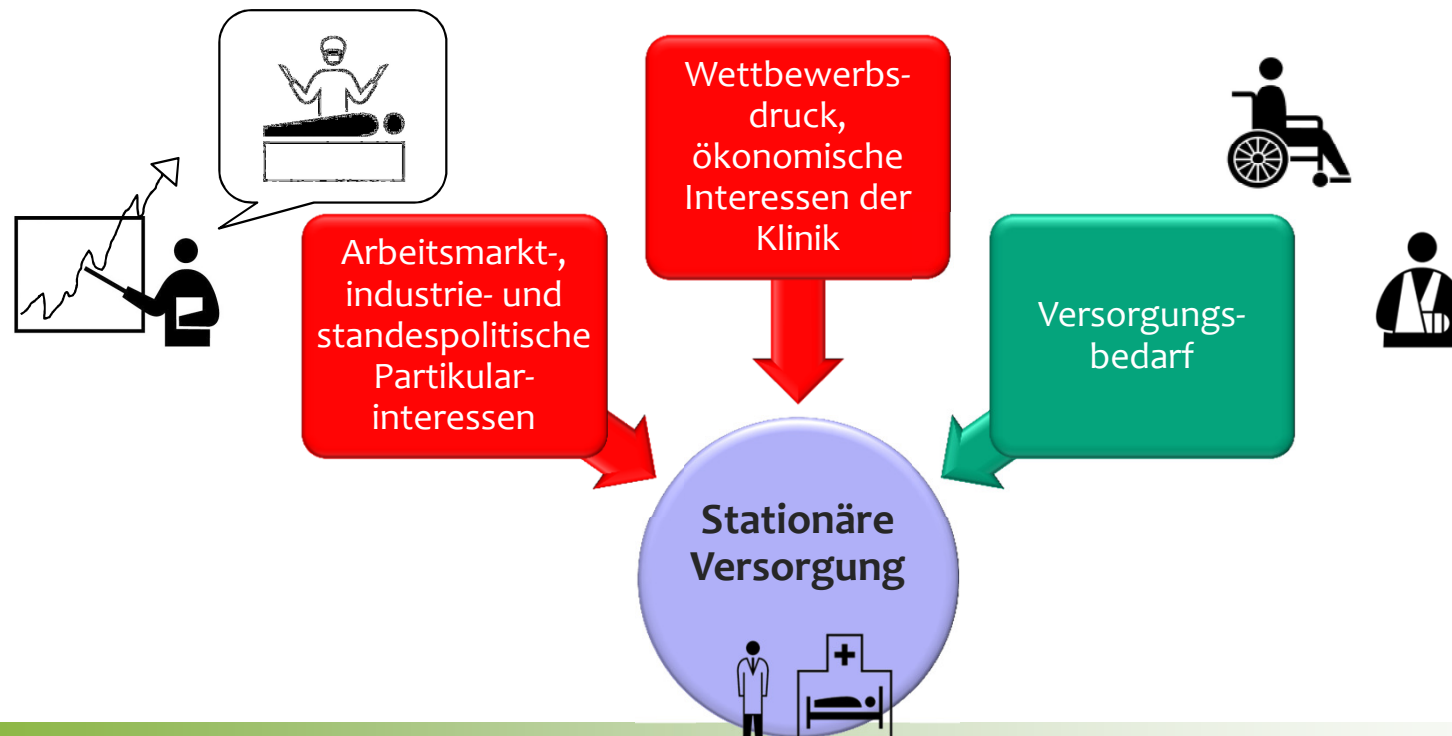 Wettbewerbs-
druck,
ökonomische
Interessen der
Klinik
Arbeitsmarkt-,
industrie- und
standespolitische
Partikular-
interessen
Versorgungs-
bedarf
Stationäre
Versorgung